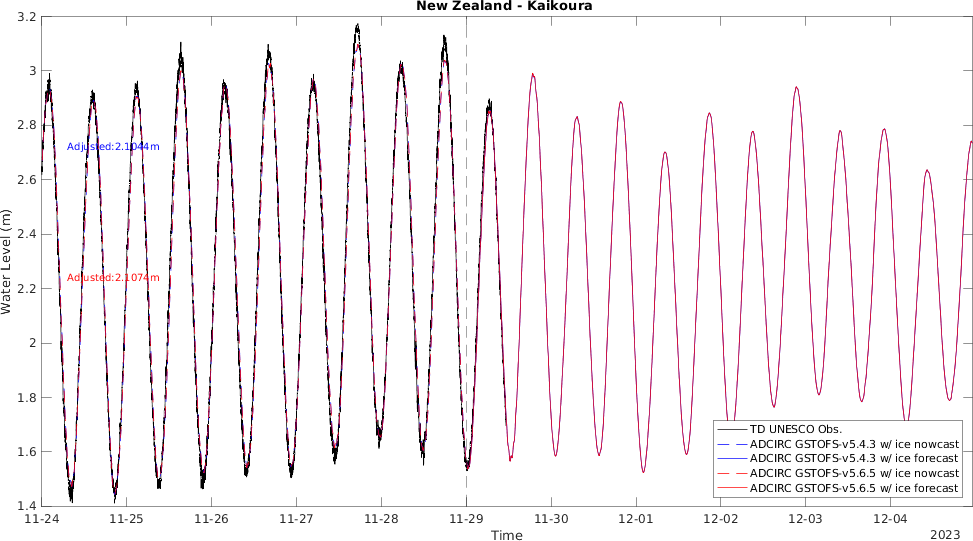 New Zealand - Kaikoura
3.2
3
2.8
2.6
2.4
2.2
2
1.8
1.6
1.4
Water Level (m)
Adjusted:2.1044m
Adjusted:2.1074m
TD UNESCO Obs.
ADCIRC GSTOFS-v5.4.3 w/ ice nowcast
ADCIRC GSTOFS-v5.4.3 w/ ice forecast
ADCIRC GSTOFS-v5.6.5 w/ ice nowcast
ADCIRC GSTOFS-v5.6.5 w/ ice forecast
11-24 11-25 11-26 11-27 11-28 11-29 11-30 12-01 12-02 12-03 12-04
Time
2023